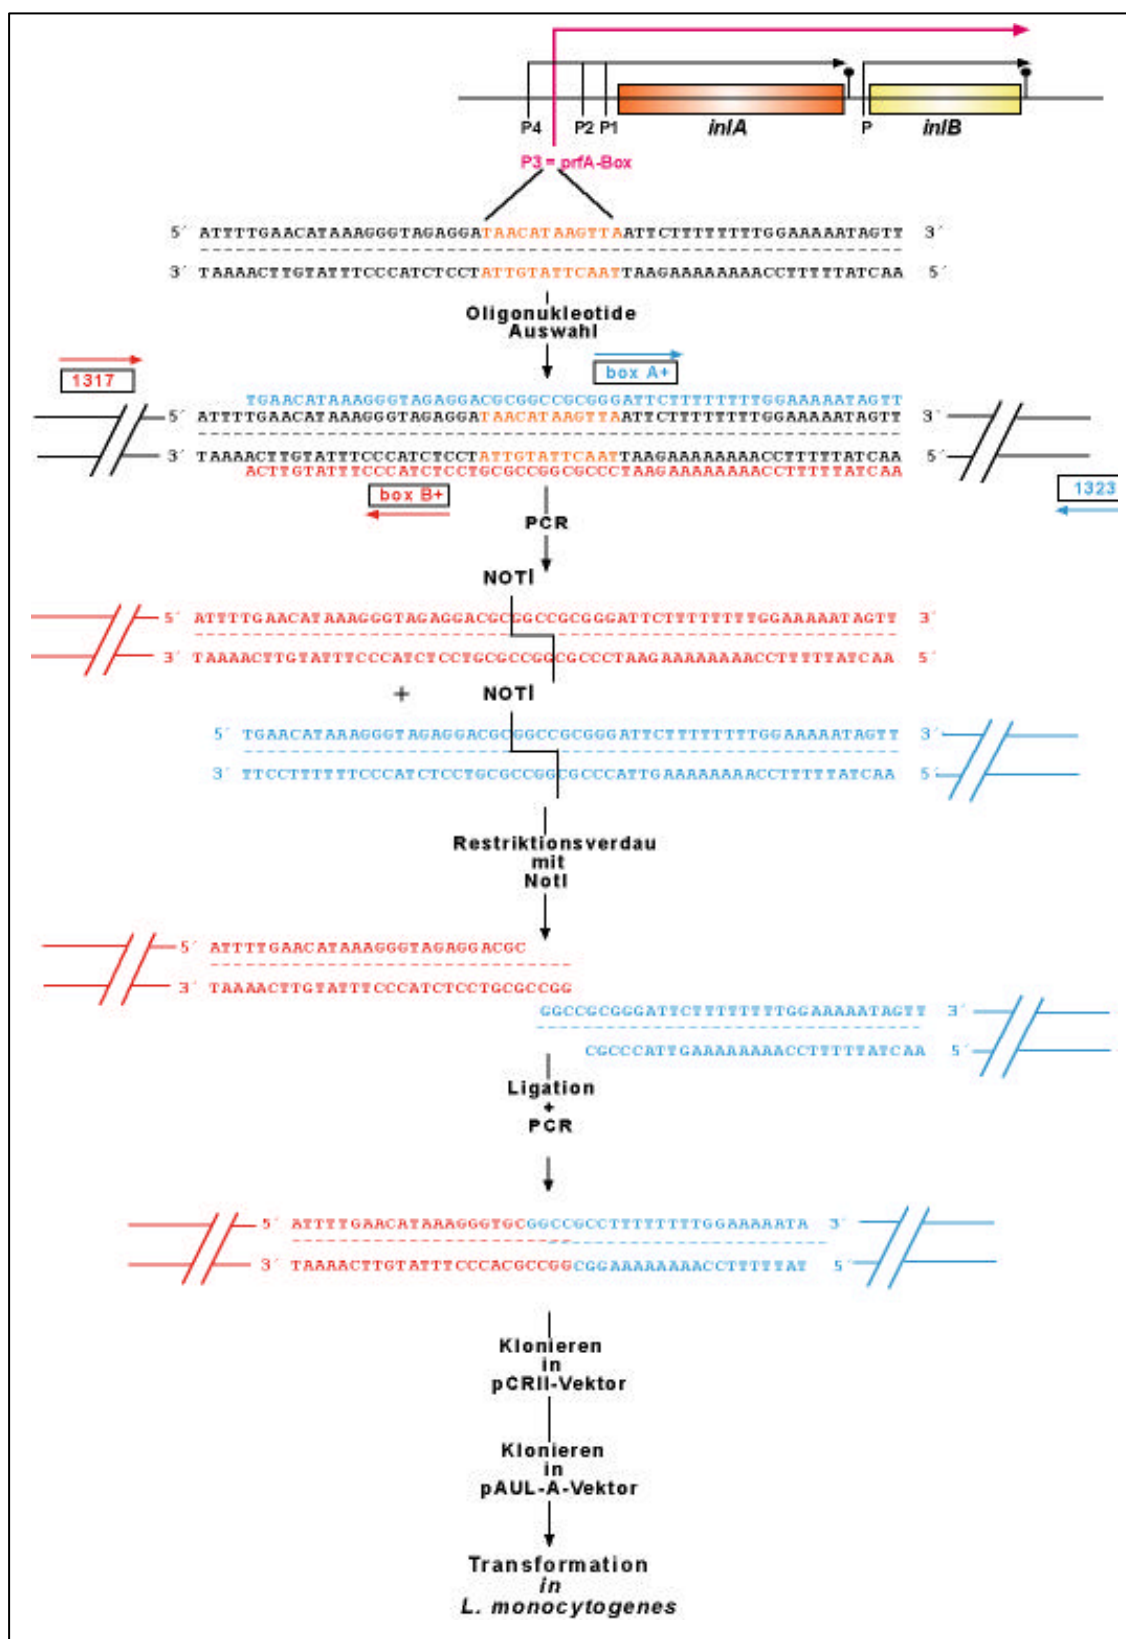 P4 P2 P1 inlA P inlB
P3 = prfA-Box
5´ ATTTTGAACATAAAGGGTAGAGGATAACATAAGTTAATTCTTTTTTTTGGAAAAATAGTT 3´
3´ TAAAACTTGTATTTCCCATCTCCTATTGTATTCAATTAAGAAAAAAAACCTTTTTATCAA 5´
Oligonukleotide
Auswahl
1317 box A+
TGAACATAAAGGGTAGAGGACGCGGCCGCGGGATTCTTTTTTTTGGAAAAATAGTT
5´ ATTTTGAACATAAAGGGTAGAGGATAACATAAGTTAATTCTTTTTTTTGGAAAAATAGTT 3´
3´ TAAAACTTGTATTTCCCATCTCCTATTGTATTCAATTAAGAAAAAAAACCTTTTTATCAA 5´
ACTTGTATTTCCCATCTCCTGCGCCGGCGCCCTAAGAAAAAAAACCTTTTTATCAA
box B+ 1323
PCR
NOTI
5´ ATTTTGAACATAAAGGGTAGAGGACGCGGCCGCGGGATTCTTTTTTTTGGAAAAATAGTT 3´
3´ TAAAACTTGTATTTCCCATCTCCTGCGCCGGCGCCCTAAGAAAAAAAACCTTTTTATCAA 5´
+ NOTI
5´ TGAACATAAAGGGTAGAGGACGCGGCCGCGGGATTCTTTTTTTTGGAAAAATAGTT 3´
3´ TTCCTTTTTTCCCATCTCCTGCGCCGGCGCCCATTGAAAAAAAACCTTTTTATCAA 5´
Restriktionsverdau
mit
NotI
5´ ATTTTGAACATAAAGGGTAGAGGACGC
3´ TAAAACTTGTATTTCCCATCTCCTGCGCCGG
GGCCGCGGGATTCTTTTTTTTGGAAAAATAGTT 3´
CGCCCATTGAAAAAAAACCTTTTTATCAA 5´
Ligation
+
PCR
5´ ATTTTGAACATAAAGGGTGCGGCCGCCTTTTTTTTGGAAAAATA 3´
3´ TAAAACTTGTATTTCCCACGCCGGCGGAAAAAAAACCTTTTTAT 5´
Klonieren
in
pCRII-Vektor
Klonieren
in
pAUL-A-Vektor
Transformation
in
L. monocytogenes